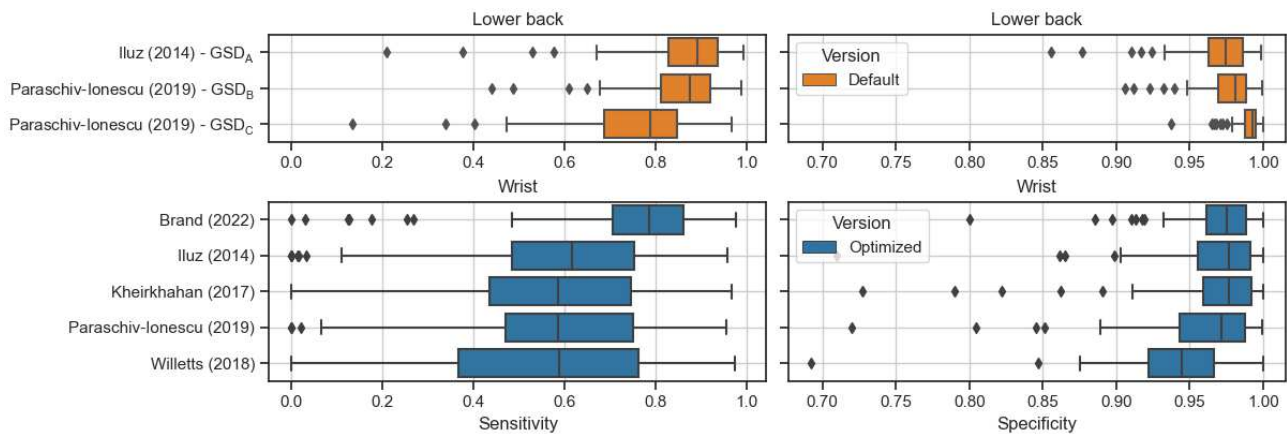 Lower back
Lower back
Iluz (2014) - GSDA
Paraschiv-Ionescu (2019) - GSDB
Paraschiv-Ionescu (2019) - GSDC
Version
Default
0.0 0.2 0.4 0.6 0.8 1.0
0.70 0.75 0.80 0.85 0.90 0.95 1.00
Wrist
Wrist
Brand (2022)
Iluz (2014)
Kheirkhahan (2017)
Paraschiv-Ionescu (2019)
Willetts (2018)
Version
Optimized
0.0 0.2 0.4 0.6 0.8 1.0
0.70 0.75 0.80 0.85 0.90 0.95 1.00
Sensitivity
Specificity